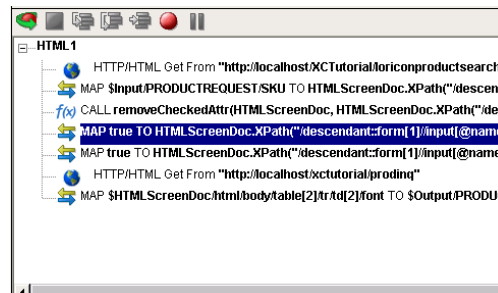 HTML1
HTTP/HTML Get From "http://localhost/XCTutorial/loriconproductsearch
MAP $Input/PRODUCTREQUEST/SKU TO HTMLScreenDoc.XPath("/descen
f(x) CALL removeCheckedAttr(HTMLScreenDoc, HTMLScreenDoc.XPath("/de
MAP true TO HTMLScreenDoc.XPath("/descendant::form[1]//input[@name
MAP true TO HTMLScreenDoc.XPath("/descendant::form[1]//input[@name
HTTP/HTML Get From "http://localhost/xctutorial/prodinq"
MAP $HTMLScreenDoc/html/body/table[2]/tr/td[2]/font TO $Output/PRODU